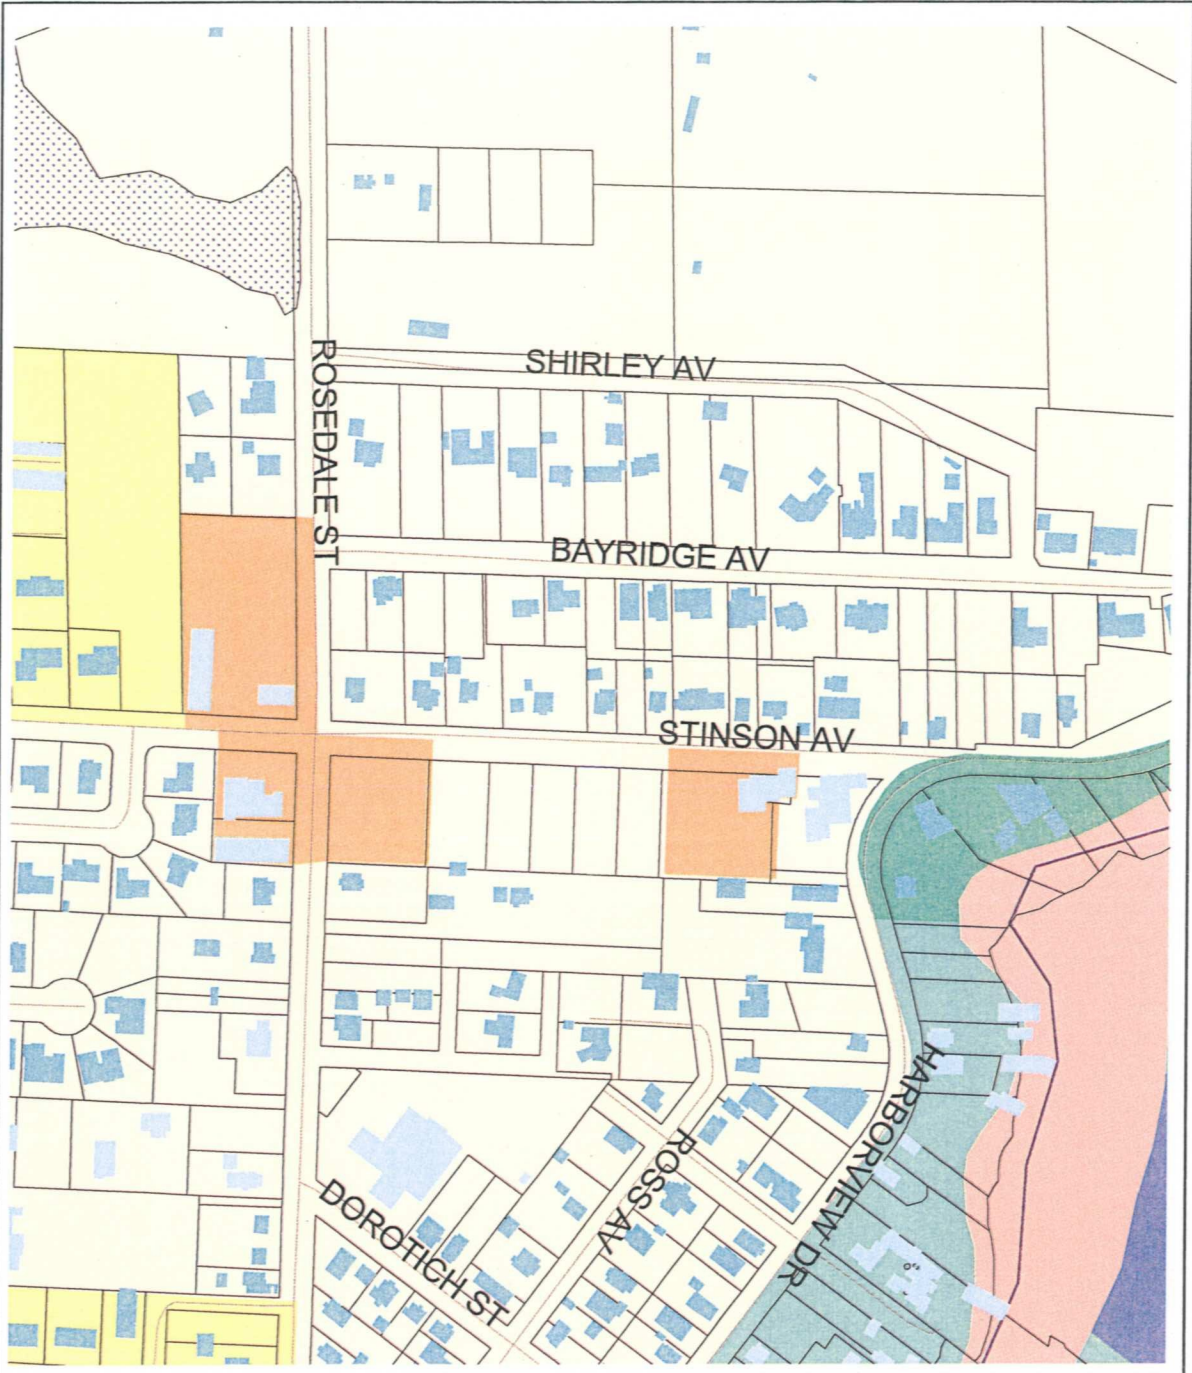 SHIRLEY AV
ROSEDALE ST
BAYRIDGE AV
STINSON AV
HARBORVIEW DR
ROSS AV
DOROTICH ST